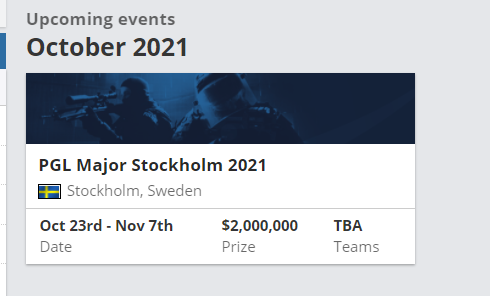 Upcoming events
October 2021
PGL Major Stockholm 2021
Stockholm, Sweden
Oct 23rd - Nov 7th $2,000,000 TBA
Date Prize Teams